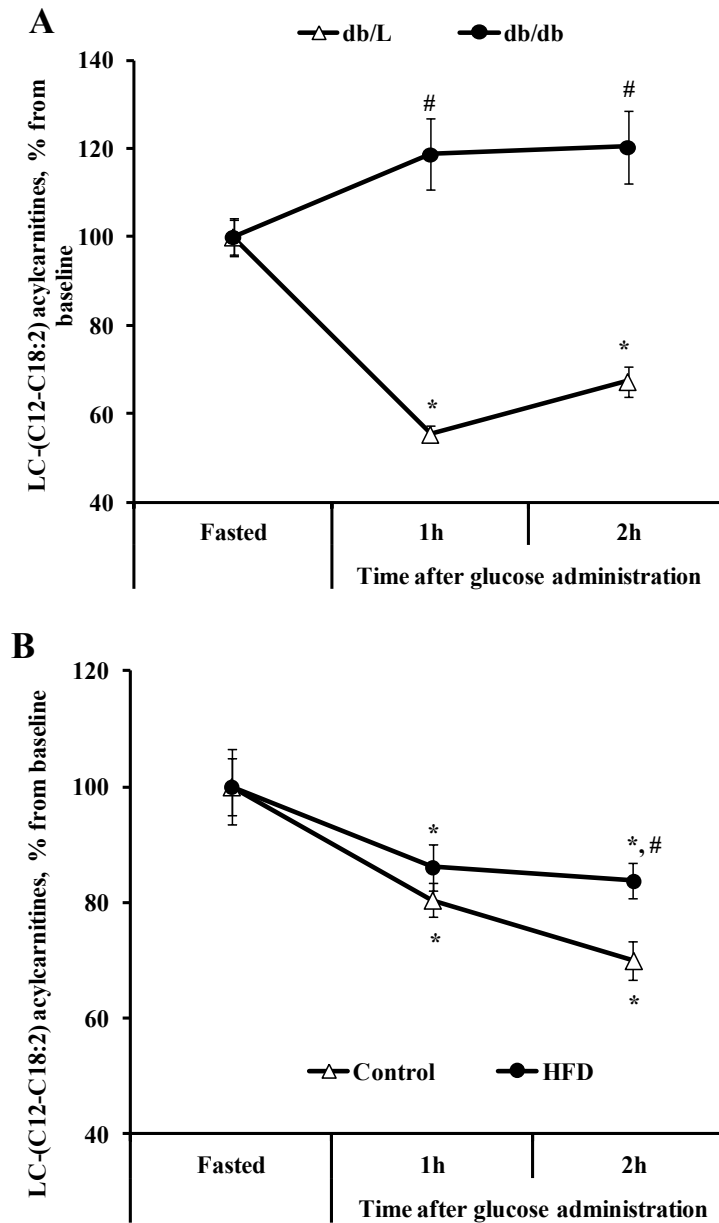 A
db/L db/db
140
120
100
80
60
40
# #
* *
LC-(C12-C18:2) acylcarnitines, % from
baseline
Fasted 1h 2h
Time after glucose administration
B
120
100
80
60
40
* *, #
* *
LC-(C12-C18:2) acylcarnitines, % from baseline
Control HFD
Fasted 1h 2h
Time after glucose administration